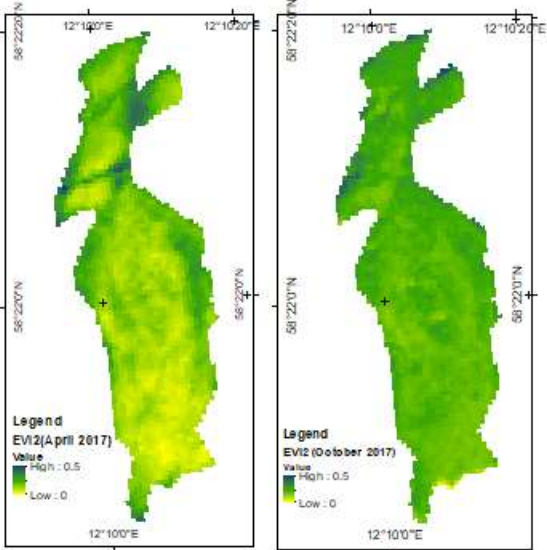 12°10'0"E
12°10'20"E
58°22'20"N
58°22'0"N
58°22'0"N
Legend
EVI2(April 2017)
Value
High : 0.5
Low : 0
12°10'0"E
12°10'0"E
12°10'20"E
58°22'20"N
58°22'0"N
58°22'0"N
Legend
EVI2 (October 2017)
Value
High : 0.5
Low : 0
12°10'0"E